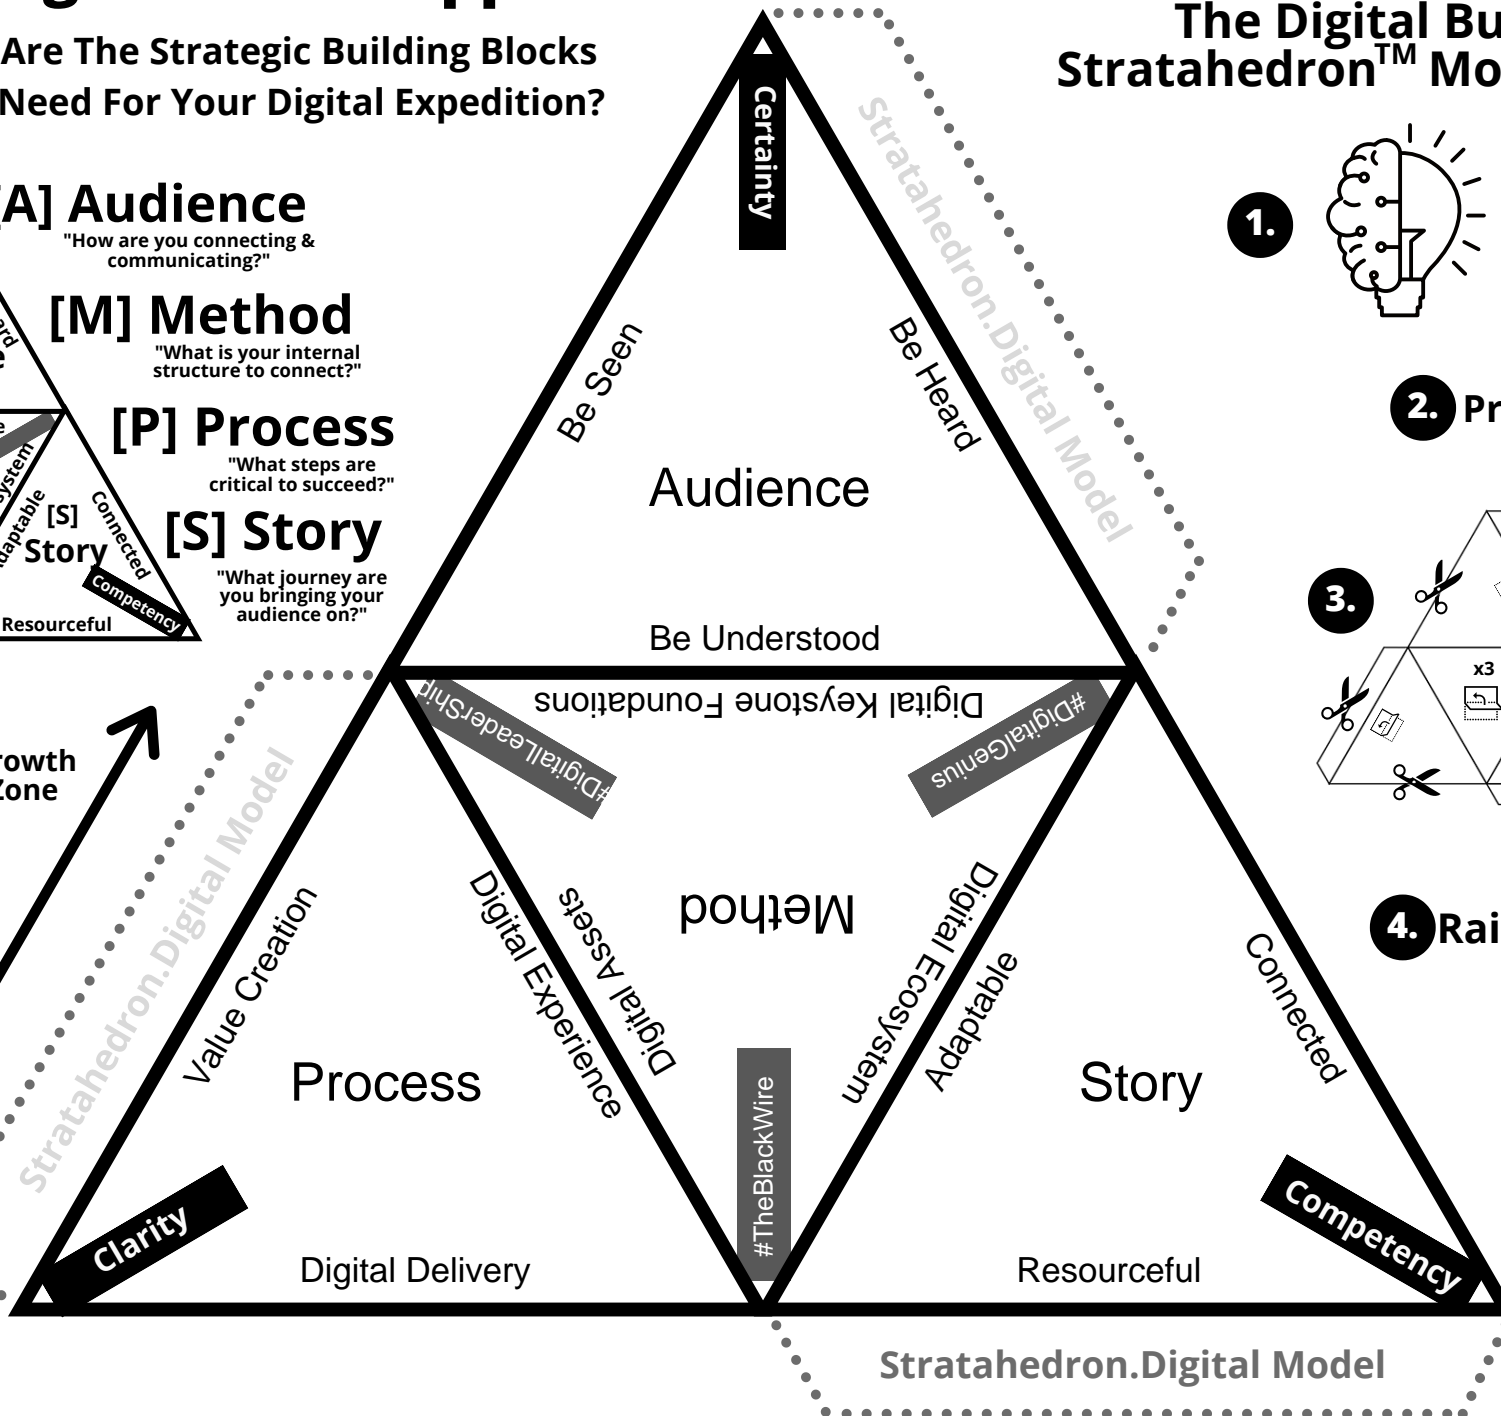 Are The Strategic Building Blocks
Need For Your Digital Expedition?
[A] Audience
"How are you connecting &
communicating?"
[M] Method
"What is your internal
structure to connect?"
[P] Process
"What steps are
critical to succeed?"
[S] Story
"What journey are
you bringing your
audience on?"
[S]
Story
Connected
Competency
Resourceful
Zone
Certainty
Be Seen
Be Heard
Audience
Be Understood
Stratahedron.Digital Model
Digital Keystone Foundations
#DigitalLeaderShip
#DigitalGenius
Method
Digital Assets
Digital Ecosystem
#TheBlackWire
Stratahedron.Digital Model
Value Creation
Digital Experience
Process
Clarity
Digital Delivery
Adaptable
Connected
Story
Competency
Resourceful
Stratahedron.Digital Model
The Digital Bu
Stratahedron™ Mo
1.
2. Pr
3.
x3
4. Rai